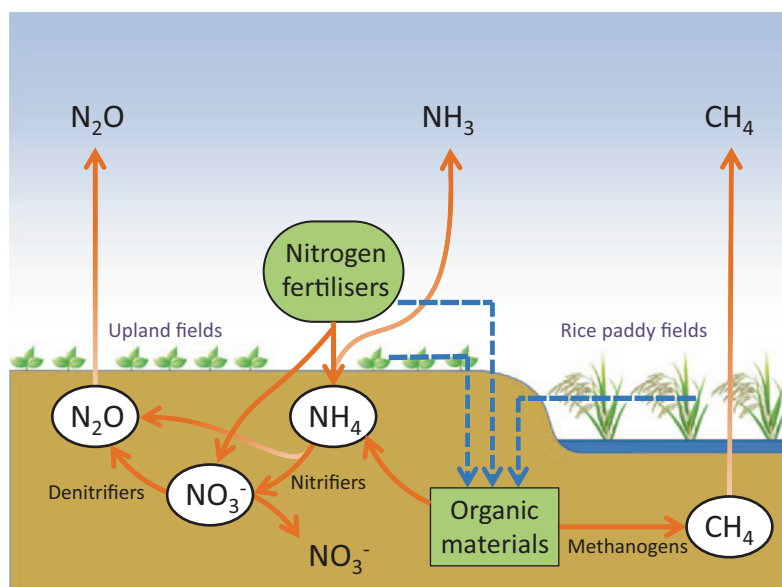 N₂O
NH₃
CH₄
Nitrogen
fertilisers
Upland fields
Rice paddy fields
N₂O
NH₄
Denitrifiers
NO₃⁻
Nitrifiers
NO₃⁻
Organic
materials
Methanogens
CH₄